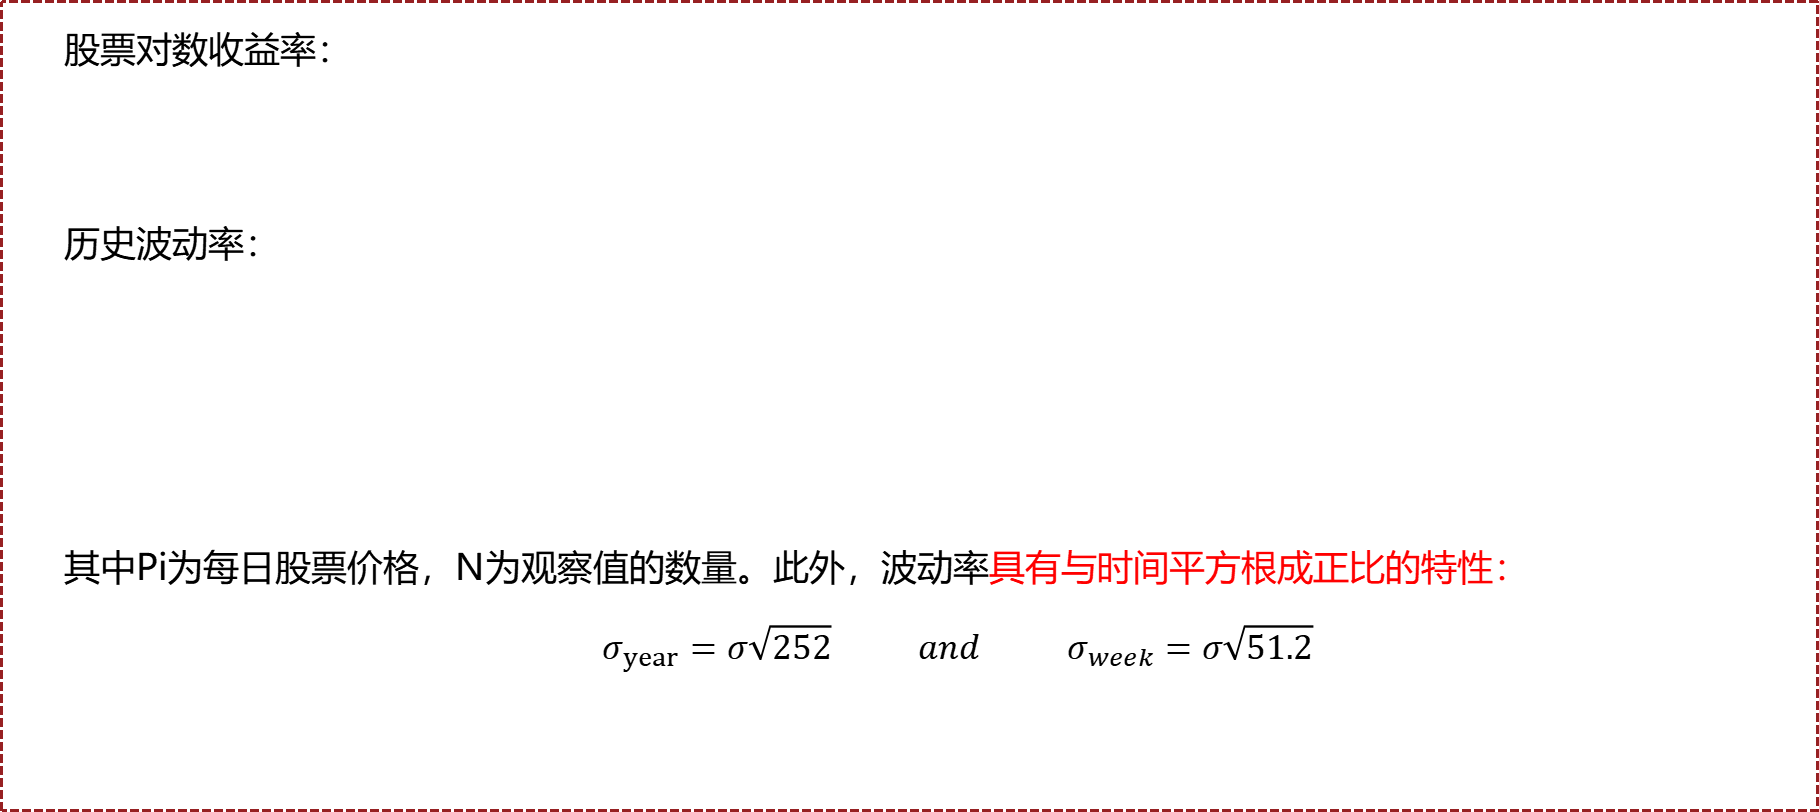 股票对数收益率：
历史波动率：
其中Pi为每日股票价格，N为观察值的数量。此外，波动率具有与时间平方根成正比的特性：
σ_year = σ√252 and σ_week = σ√51.2